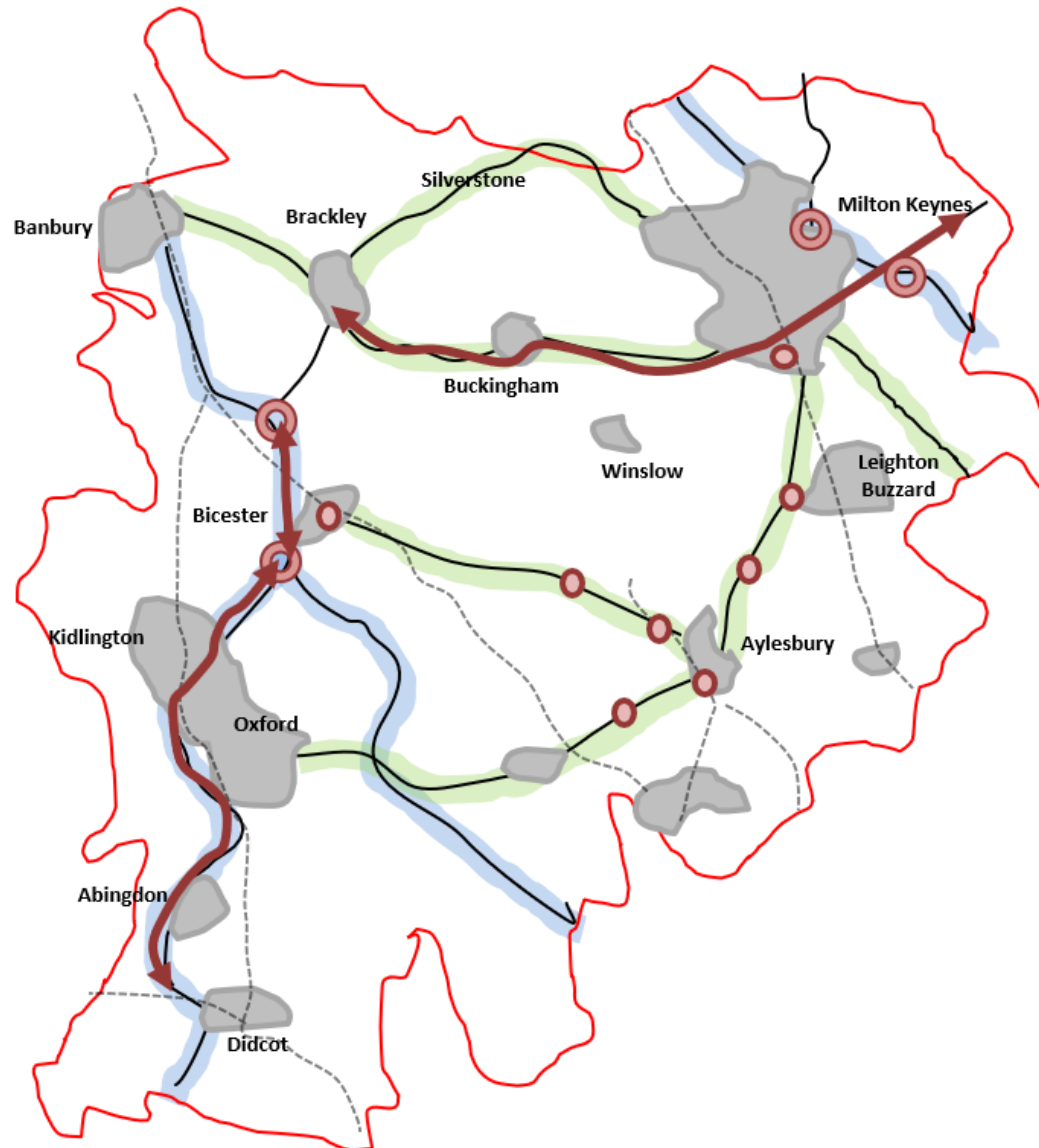 Silverstone
Milton Keynes
Brackley
Banbury
Buckingham
Winslow
Leighton
Buzzard
Bicester
Kidlington
Aylesbury
Oxford
Abingdon
Didcot